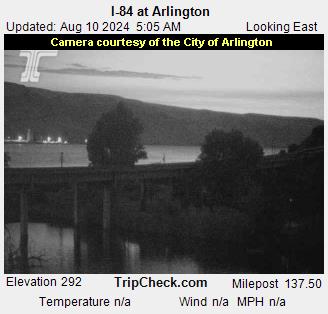 I-84 at Arlington
Updated: Aug 10 2024 5:05 AM Looking East
Camera courtesy of the City of Arlington
Elevation 292 TripCheck.com Milepost 137.50
Temperature n/a Wind n/a MPH n/a